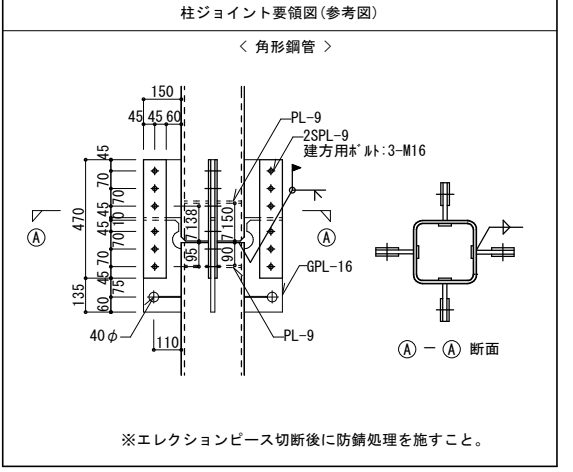 柱ジョイント要領図(参考図)
〈 角形鋼管 〉
150
45 45 60
PL-9
2SPL-9
建方用ボルト:3-M16
45
70
70
45
10
45
70
70
45
75
60
470
135
138
7
95
150
7
90
Ⓐ
Ⓐ
GPL-16
40φ
110
PL-9
Ⓐ − Ⓐ 断面
※エレクションピース切断後に防錆処理を施すこと。